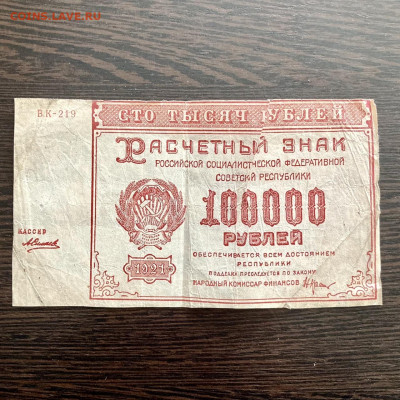 COINS.LAVE.RU
ВК-219
СТО ТЫСЯЧ РУБЛЕЙ
РАСЧЕТНЫЙ ЗНАК
РОССИЙСКОЙ СОЦИАЛИСТИЧЕСКОЙ ФЕДЕРАТИВНОЙ
СОВЕТСКОЙ РЕСПУБЛИКИ
100000
РУБЛЕЙ
КАССИР
ОБЕСПЕЧИВАЕТСЯ ВСЕМ ДОСТОЯНИЕМ
РЕСПУБЛИКИ
1921
ПОДДЕЛКА ПРЕСЛЕДУЕТСЯ ПО ЗАКОНУ
НАРОДНЫЙ КОМИССАР ФИНАНСОВ